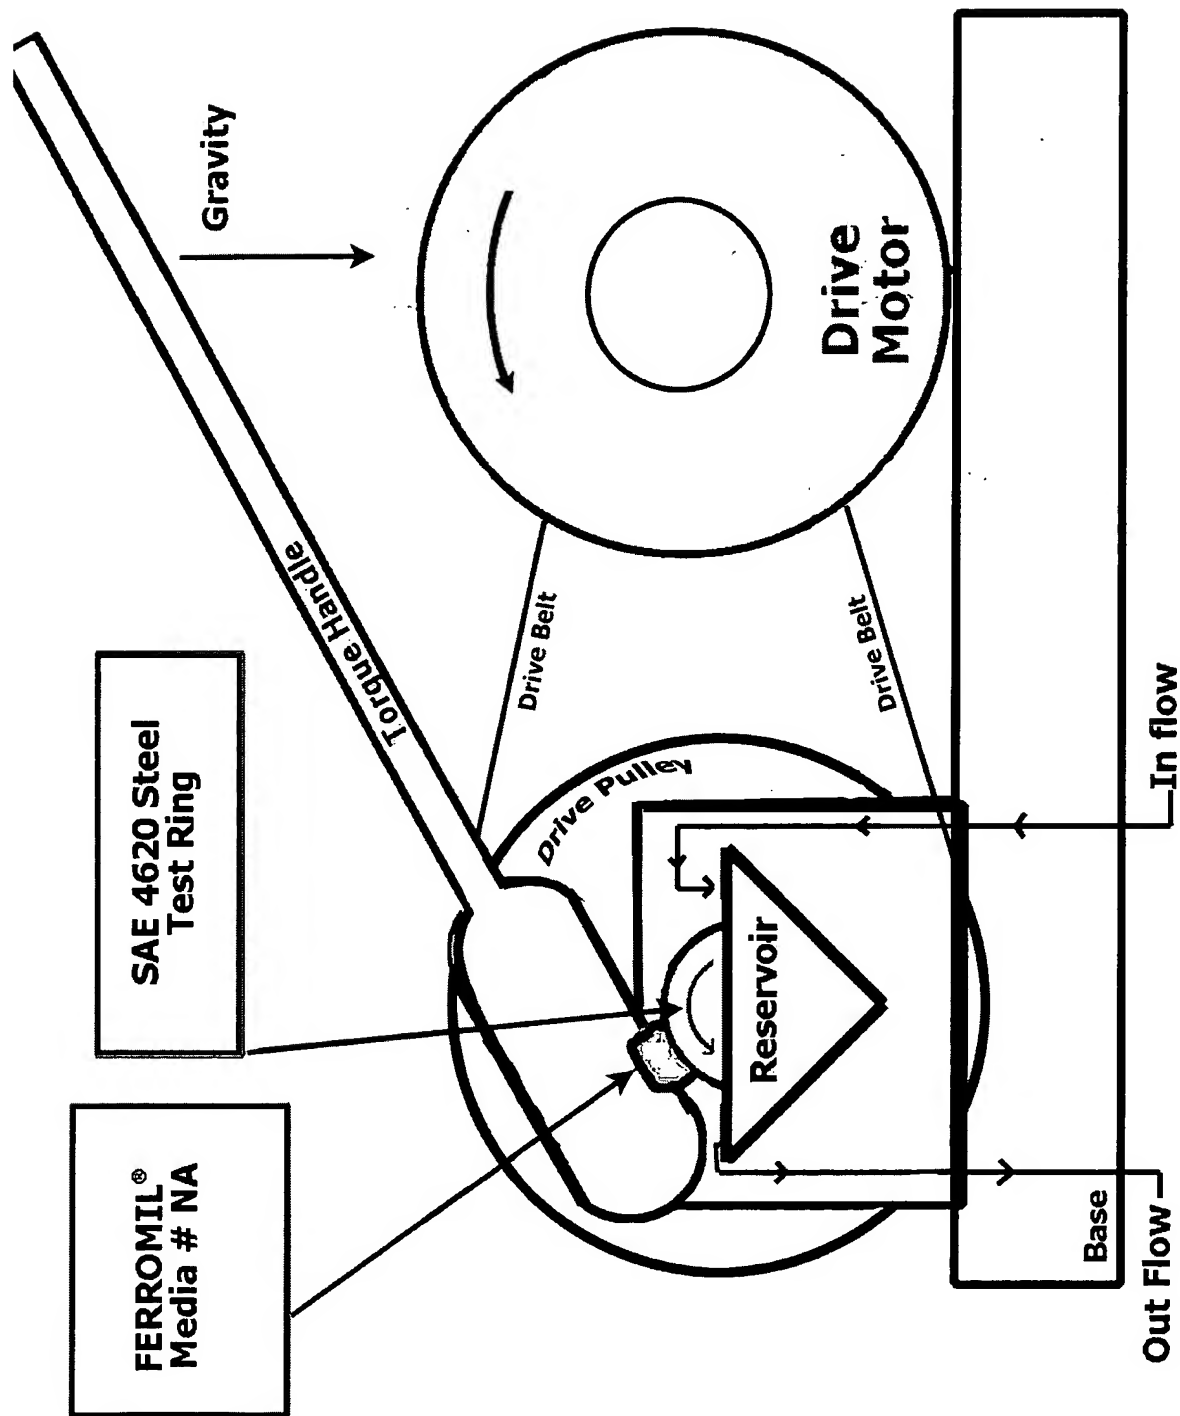 FERROMIL®
Media # NA
SAE 4620 Steel
Test Ring
Torque Handle
Gravity
Drive Pulley
Drive Belt
Drive Belt
Drive
Motor
Reservoir
Base
Out Flow
In flow